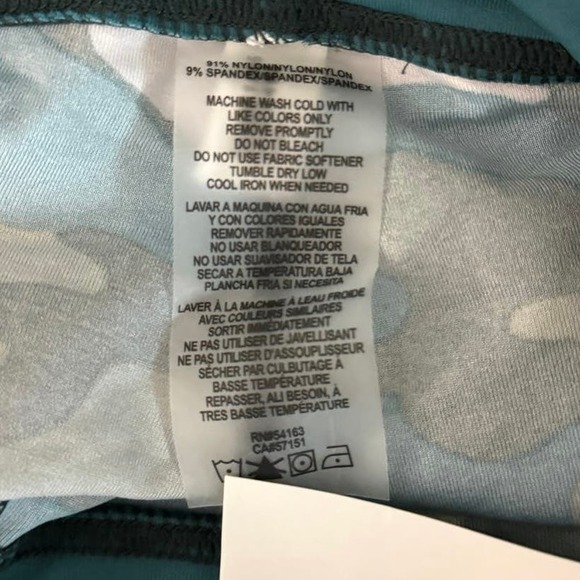 91% NYLON/NYLON/NYLON
9% SPANDEX/SPANDEX/SPANDEX
MACHINE WASH COLD WITH
LIKE COLORS ONLY
REMOVE PROMPTLY
DO NOT BLEACH
DO NOT USE FABRIC SOFTENER
TUMBLE DRY LOW
COOL IRON WHEN NEEDED
LAVAR A MAQUINA CON AGUA FRIA
Y CON COLORES IGUALES
REMOVER RAPIDAMENTE
NO USAR BLANQUEADOR
NO USAR SUAVISADOR DE TELA
SECAR A TEMPERATURA BAJA
PLANCHA FRIA SI NECESITA
LAVER À LA MACHINE À LEAU FROIDE
AVEC COULEURS SIMILAIRES
SORTIR IMMÉDIATEMENT
NE PAS UTILISER DE JAVELLISANT
NE PAS UTILISER D'ASSOUPLISSEUR
SÉCHER PAR CULBUTAGE À
BASSE TEMPÉRATURE
REPASSER, ALI BESOIN, À
TRES BASSE TEMPÉRATURE
RN#54163
CA#57151